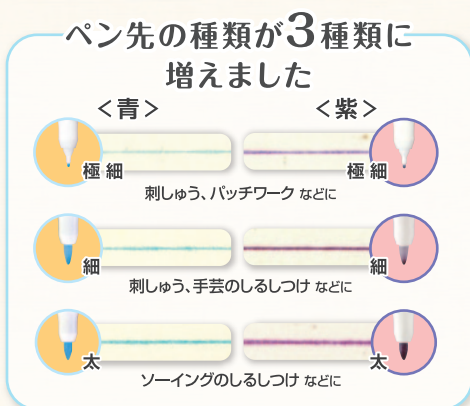 ペン先の種類が3種類に
増えました
＜青＞ ＜紫＞
極細 極細
刺しゅう、パッチワーク などに
細 細
刺しゅう、手芸のしるしつけ などに
太 太
ソーイングのしるしつけ などに